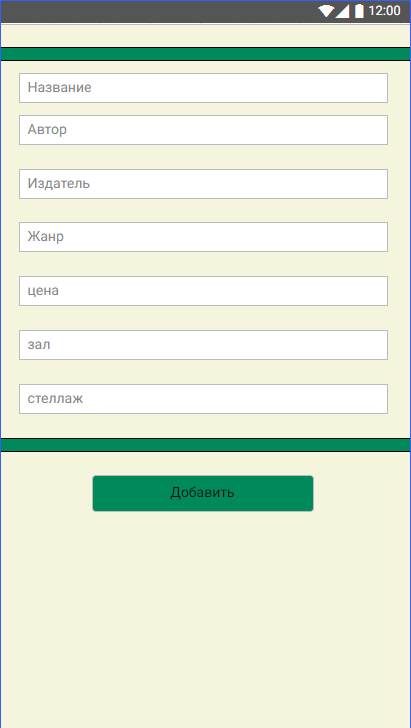 12:00
Название
Автор
Издатель
Жанр
цена
зал
стеллаж
Добавить